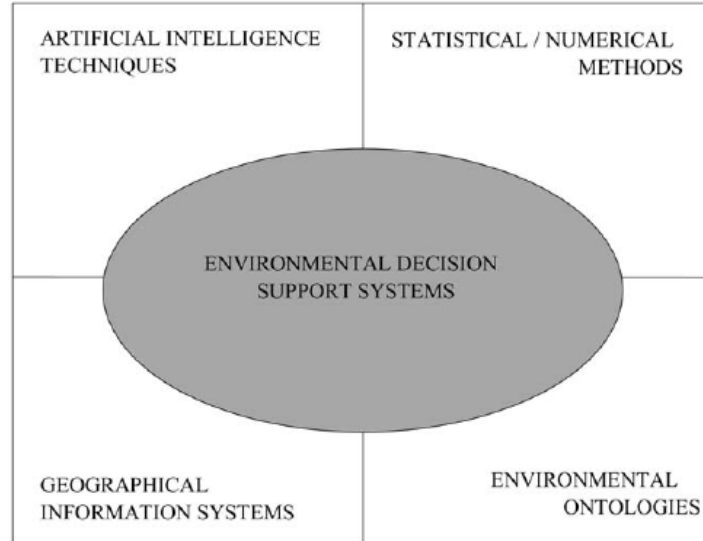 ARTIFICIAL INTELLIGENCE
TECHNIQUES
STATISTICAL / NUMERICAL
METHODS
ENVIRONMENTAL DECISION
SUPPORT SYSTEMS
GEOGRAPHICAL
INFORMATION SYSTEMS
ENVIRONMENTAL
ONTOLOGIES